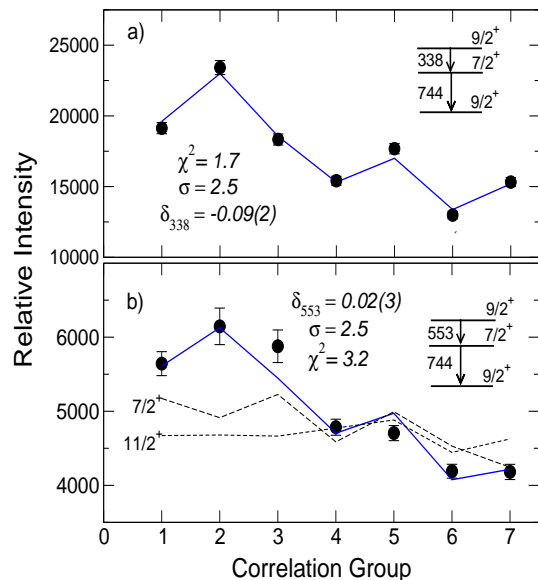 Relative Intensity
25000
20000
15000
10000
a)
9/2+
338
7/2+
744
9/2+
χ² = 1.7
σ = 2.5
δ338 = -0.09(2)
6000
5000
4000
b)
δ553 = 0.02(3)
σ = 2.5
χ² = 3.2
9/2+
553
7/2+
744
9/2+
7/2+
11/2+
0 1 2 3 4 5 6 7
Correlation Group